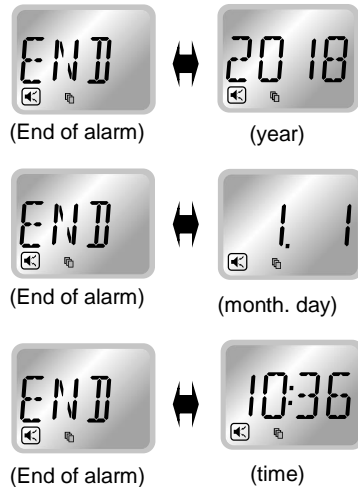 END 2018
(End of alarm) (year)
END 1. 1
(End of alarm) (month. day)
END 10:36
(End of alarm) (time)